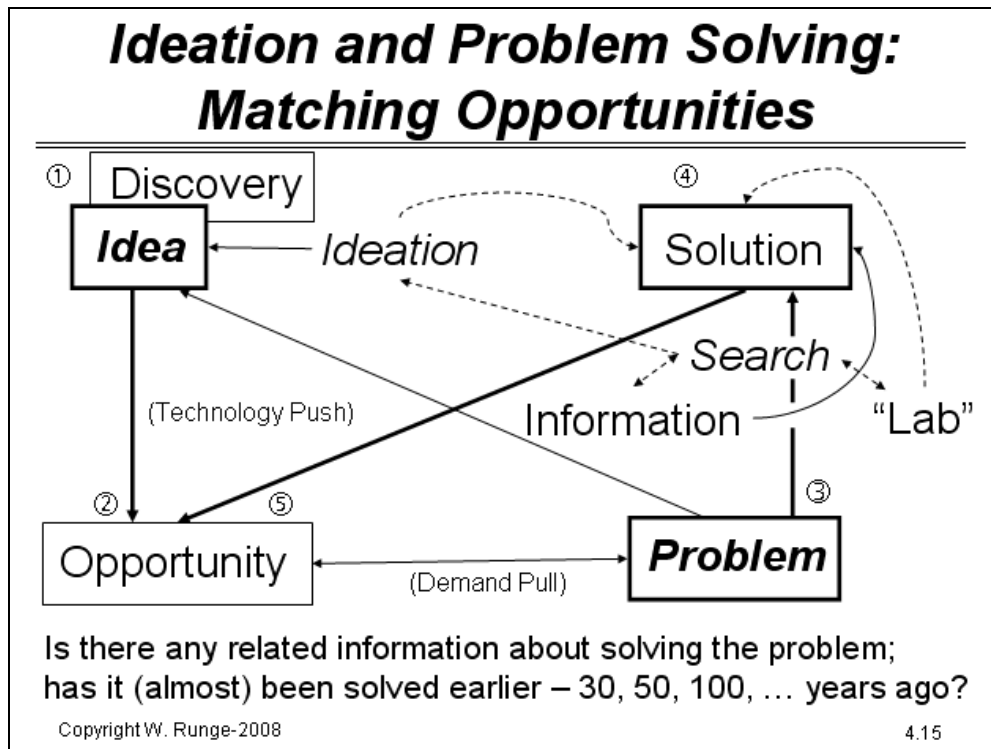 Ideation and Problem Solving:
Matching Opportunities
① Discovery ④
Idea Ideation Solution
Search
(Technology Push) Information “Lab”
② ⑤ ③
Opportunity (Demand Pull) Problem
Is there any related information about solving the problem;
has it (almost) been solved earlier – 30, 50, 100, … years ago?
Copyright W. Runge-2008 4.15